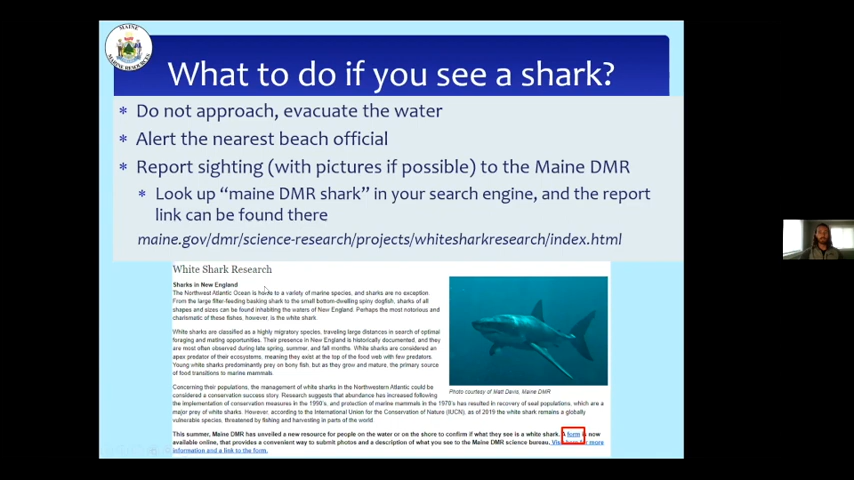 MAINE
MARINE RESOURCES
What to do if you see a shark?
* Do not approach, evacuate the water
* Alert the nearest beach official
* Report sighting (with pictures if possible) to the Maine DMR
* Look up “maine DMR shark” in your search engine, and the report
link can be found there
maine.gov/dmr/science-research/projects/whitesharkresearch/index.html
White Shark Research
Sharks in New England
The Northwest Atlantic Ocean is home to a variety of marine species, and sharks are no exception.
From the large filter-feeding basking shark to the small bottom-dwelling spiny dogfish, sharks of all
shapes and sizes can be found inhabiting the waters of New England. Perhaps the most notorious and
charismatic of these fishes, however, is the white shark.
White sharks are classified as a highly migratory species, traveling large distances in search of optimal
foraging and mating opportunities. Their presence in New England is historically documented, and they
are most often observed during late spring, summer, and fall months. White sharks are considered an
apex predator of their ecosystems, meaning they exist at the top of the food web with few predators.
Young white sharks predominantly prey on bony fish, but as they grow and mature, the primary source
of food transitions to marine mammals.
Photo courtesy of Matt Davis, Maine DMR
Concerning their populations, the management of white sharks in the Northwestern Atlantic could be
considered a conservation success story. Research suggests that abundance has increased following
the implementation of conservation measures in the 1990's, and protection of marine mammals in the 1970's has resulted in recovery of seal populations, which are a
major prey of white sharks. However, according to the International Union for the Conservation of Nature (IUCN), as of 2019 the white shark remains a globally
vulnerable species, threatened by fishing and harvesting in parts of the world.
This summer, Maine DMR has unveiled a new resource for people on the water or on the shore to confirm if what they see is a white shark. A form is now
available online, that provides a convenient way to submit photos and a description of what you see to the Maine DMR science bureau. Visit here for more
information and a link to the form.